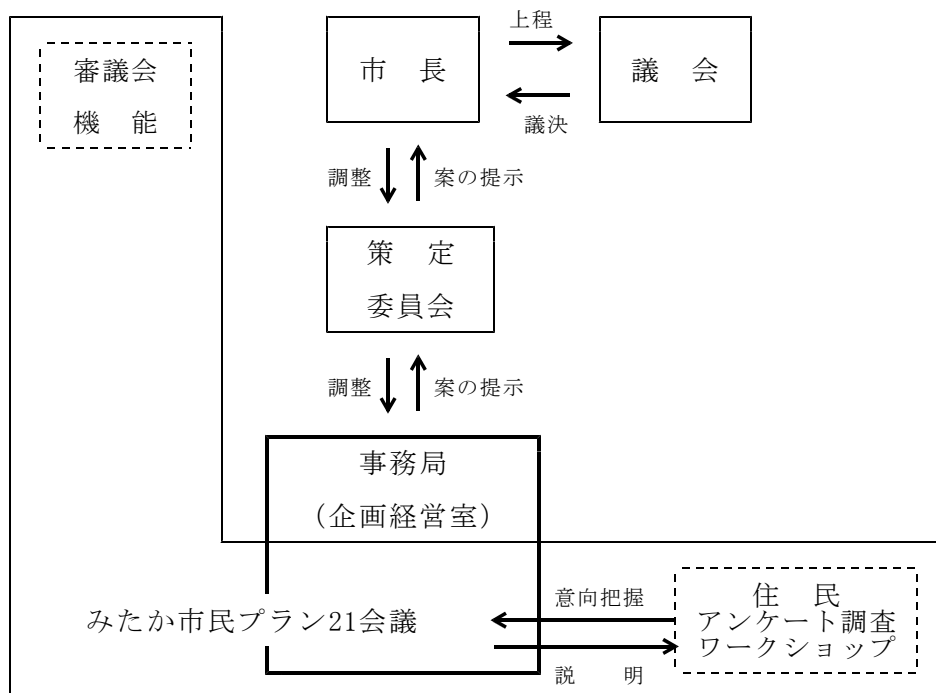 審議会
機　能
市　長
上程
議　会
議決
調整
案の提示
策　定
委員会
調整
案の提示
事務局
（企画経営室）
みたか市民プラン21会議
意向把握
説　明
住　民
アンケート調査
ワークショップ